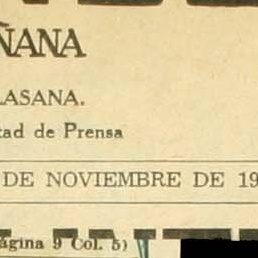 ÑANA
LASANA.
tad de Prensa
DE NOVIEMBRE DE 19
ágina 9 Col. 5)